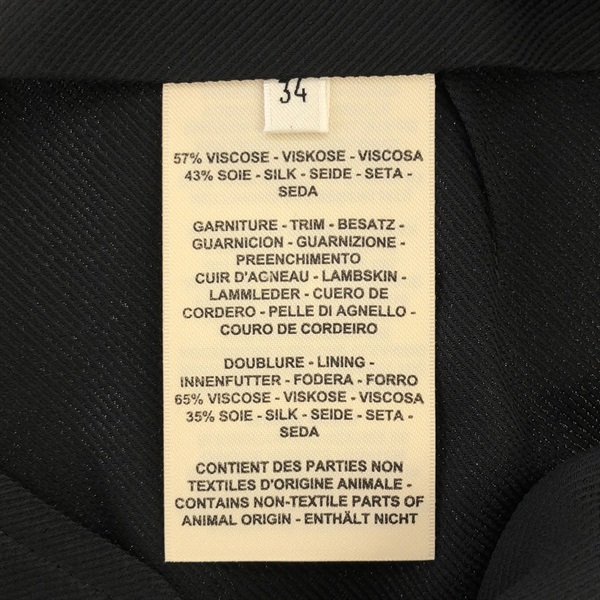 34
57% VISCOSE - VISKOSE - VISCOSA
43% SOIE - SILK - SEIDE - SETA -
SEDA
GARNITURE - TRIM - BESATZ -
GUARNICION - GUARNIZIONE -
PREENCHIMENTO
CUIR D'AGNEAU - LAMBSKIN -
LAMMLEDER - CUERO DE
CORDERO - PELLE DI AGNELLO -
COURO DE CORDEIRO
DOUBLURE - LINING -
INNENFUTTER - FODERA - FORRO
65% VISCOSE - VISKOSE - VISCOSA
35% SOIE - SILK - SEIDE - SETA -
SEDA
CONTIENT DES PARTIES NON
TEXTILES D'ORIGINE ANIMALE -
CONTAINS NON-TEXTILE PARTS OF
ANIMAL ORIGIN - ENTHÄLT NICHT